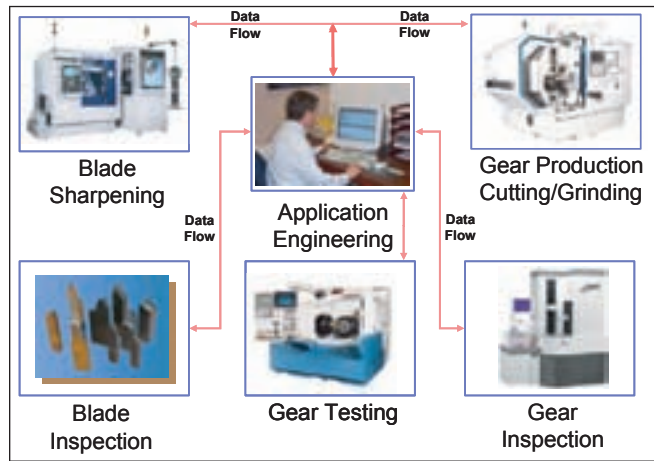 Data
Flow
Data
Flow
Blade
Sharpening
Gear Production
Cutting/Grinding
Application
Engineering
Data
Flow
Data
Flow
Blade
Inspection
Gear Testing
Gear
Inspection